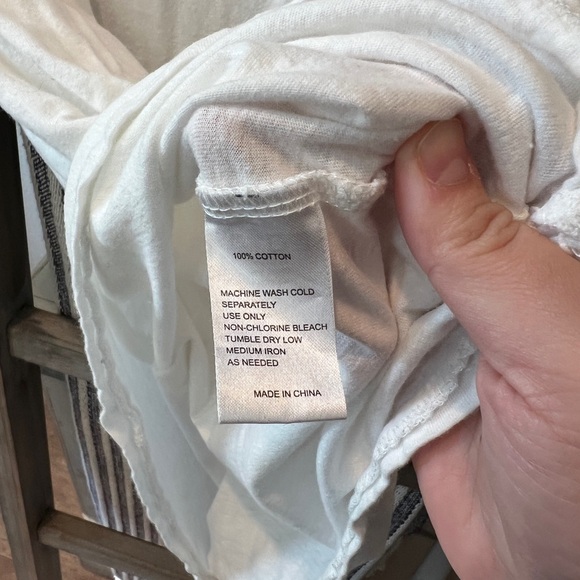 100% COTTON
MACHINE WASH COLD
SEPARATELY
USE ONLY
NON-CHLORINE BLEACH
TUMBLE DRY LOW
MEDIUM IRON
AS NEEDED
MADE IN CHINA